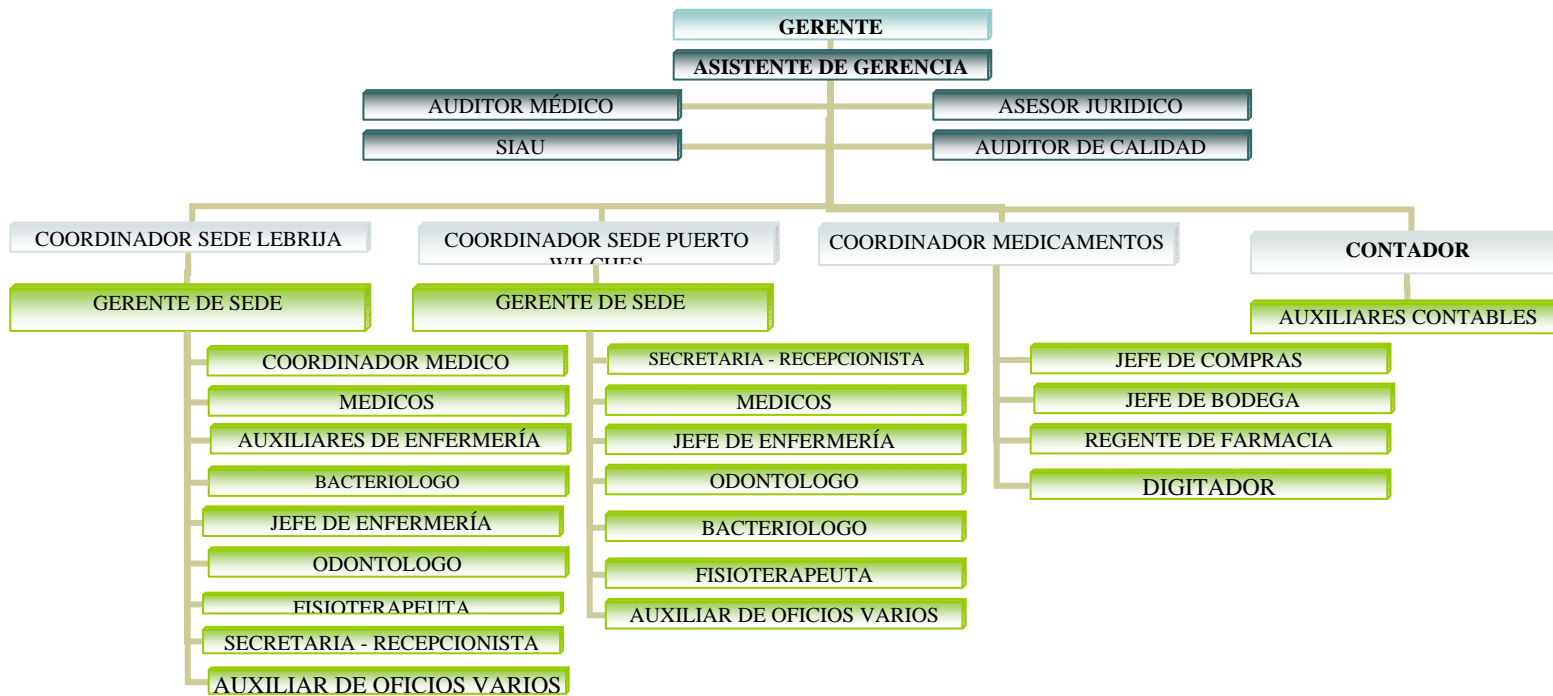 GERENTE
ASISTENTE DE GERENCIA
AUDITOR MÉDICO
ASESOR JURIDICO
SIAU
AUDITOR DE CALIDAD
COORDINADOR SEDE LEBRIJA
COORDINADOR SEDE PUERTO
WILCHES
COORDINADOR MEDICAMENTOS
CONTADOR
GERENTE DE SEDE
GERENTE DE SEDE
AUXILIARES CONTABLES
COORDINADOR MEDICO
MEDICOS
AUXILIARES DE ENFERMERÍA
BACTERIOLOGO
JEFE DE ENFERMERÍA
ODONTOLOGO
FISIOTERAPEUTA
SECRETARIA - RECEPCIONISTA
AUXILIAR DE OFICIOS VARIOS
SECRETARIA - RECEPCIONISTA
MEDICOS
JEFE DE ENFERMERÍA
ODONTOLOGO
BACTERIOLOGO
FISIOTERAPEUTA
AUXILIAR DE OFICIOS VARIOS
JEFE DE COMPRAS
JEFE DE BODEGA
REGENTE DE FARMACIA
DIGITADOR